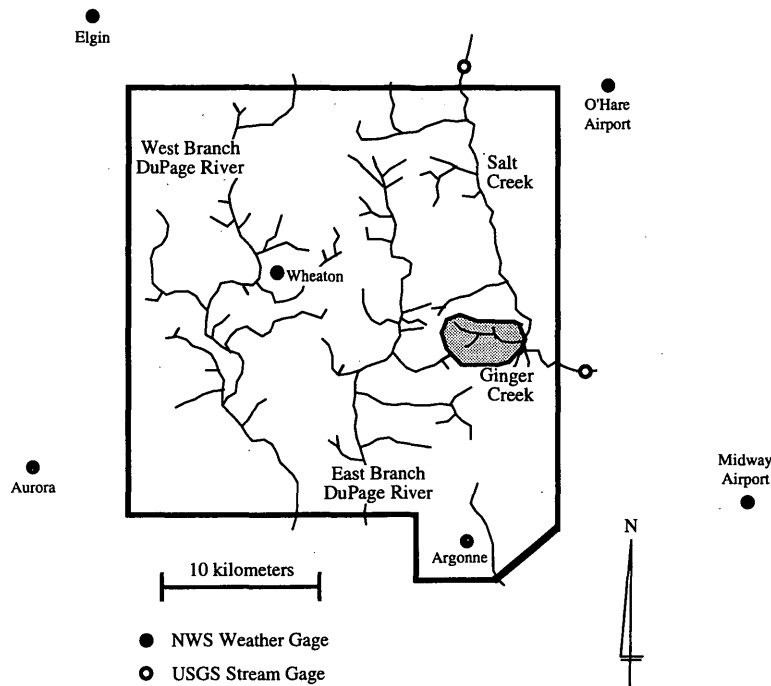 Elgin
O'Hare
Airport
West Branch
DuPage River
Salt
Creek
Wheaton
Ginger
Creek
Aurora
East Branch
DuPage River
Midway
Airport
Argonne
N
10 kilometers
NWS Weather Gage
USGS Stream Gage